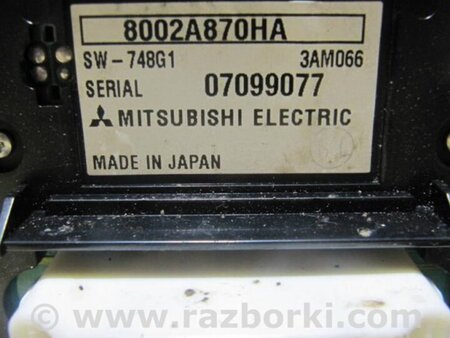 8002A870HA
SW-748G1 3AM066
SERIAL 07099077
MITSUBISHI ELECTRIC
MADE IN JAPAN
© www.razborki.com